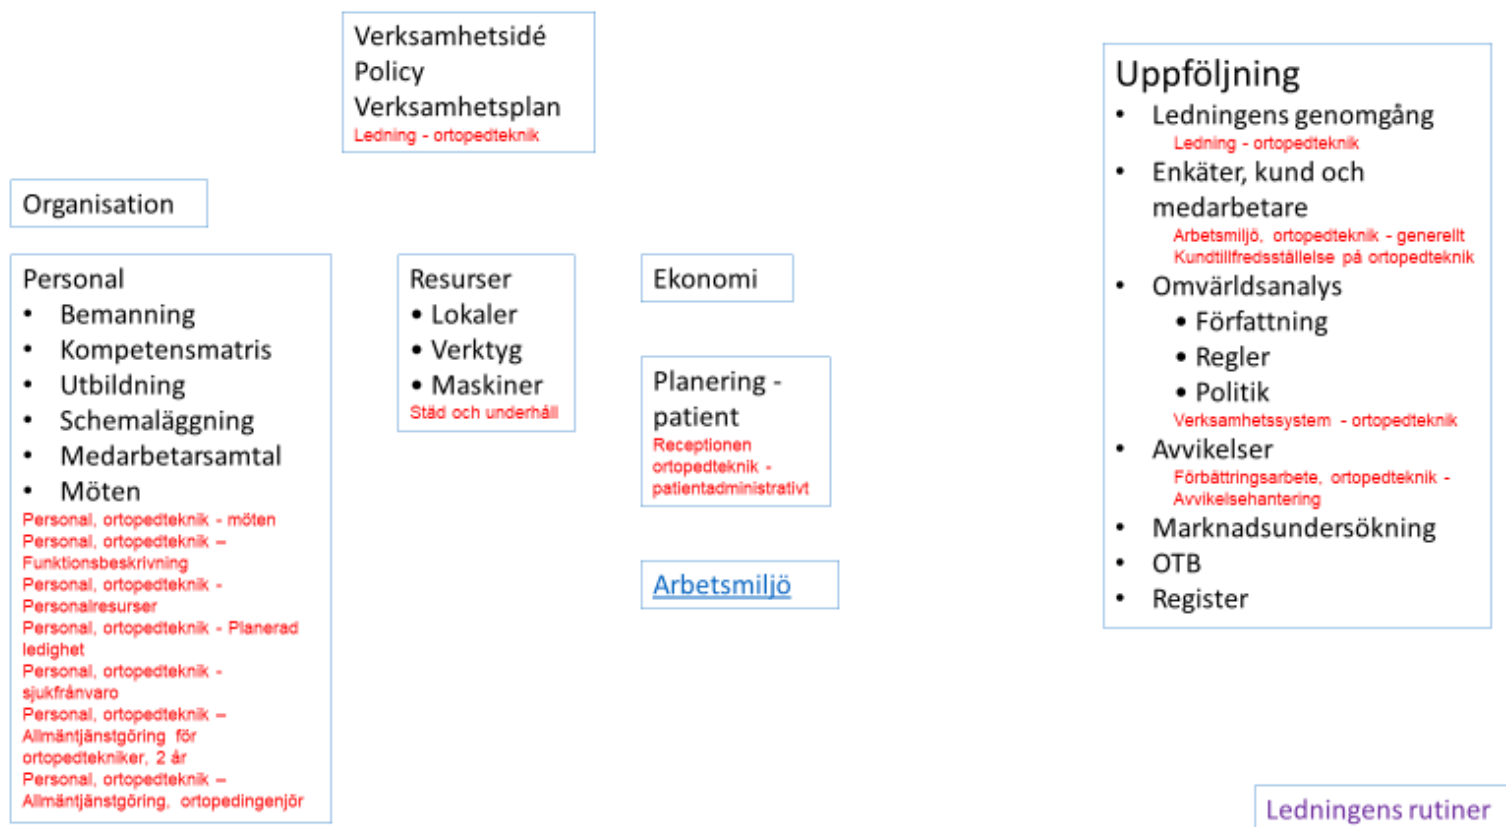 Verksamhetsidé
Policy
Verksamhetsplan
Ledning - ortopedteknik
Organisation
Personal
• Bemanning
• Kompetensmatris
• Utbildning
• Schemaläggning
• Medarbetarsamtal
• Möten
Personal, ortopedteknik - möten
Personal, ortopedteknik –
Funktionsbeskrivning
Personal, ortopedteknik -
Personalresurser
Personal, ortopedteknik - Planerad
ledighet
Personal, ortopedteknik -
sjukfrånvaro
Personal, ortopedteknik –
Allmäntjänstgöring för
ortopedtekniker, 2 år
Personal, ortopedteknik –
Allmäntjänstgöring, ortopedingenjör
Resurser
• Lokaler
• Verktyg
• Maskiner
Städ och underhåll
Ekonomi
Planering -
patient
Receptionen
ortopedteknik -
patientadministrativt
Arbetsmiljö
Uppföljning
• Ledningens genomgång
Ledning - ortopedteknik
• Enkäter, kund och
medarbetare
Arbetsmiljö, ortopedteknik - generellt
Kundtillfredsställelse på ortopedteknik
• Omvärldsanalys
• Författning
• Regler
• Politik
Verksamhetssystem - ortopedteknik
• Avvikelser
Förbättringsarbete, ortopedteknik -
Avvikelsehantering
• Marknadsundersökning
• OTB
• Register
Ledningens rutiner